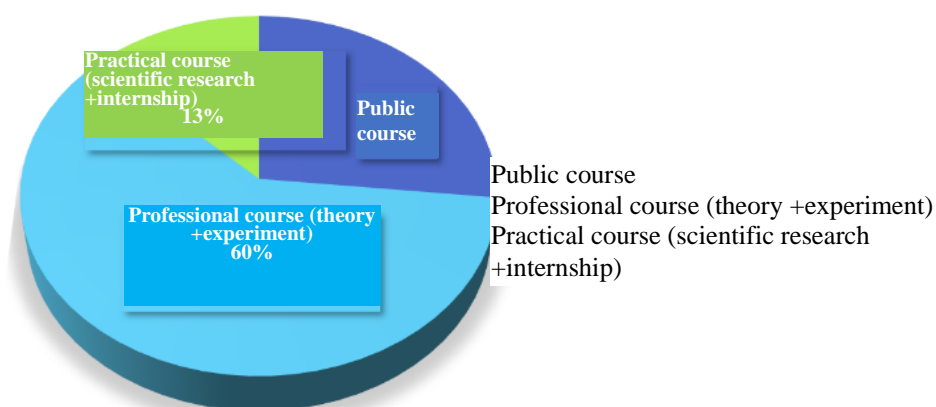 Practical course
(scientific research
+internship)
13%
Public
course
Professional course (theory
+experiment)
60%
Public course
Professional course (theory +experiment)
Practical course (scientific research
+internship)